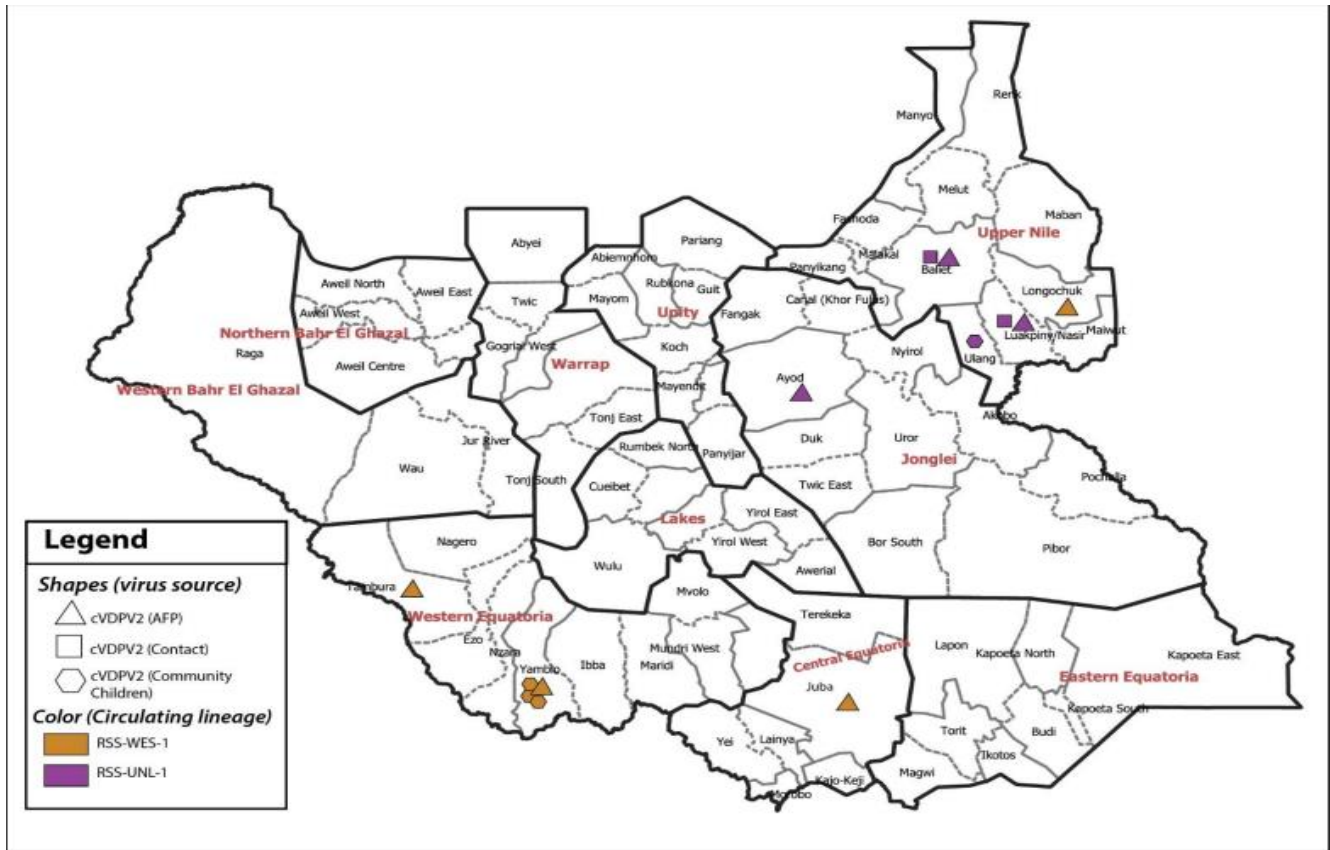 Renk
Manyo
Melut
Maban
Fashoda
Upper Nile
Abyei
Pariang
Malakal
Abiemnhoro
Panyikang
Baliet
Aweil North
Rubkona
Longochuk
Aweil East
Guit
Twic
Mayom
Canal (Khor Fulus)
Aweil West
Unity
Fangak
Maiwut
Northern Bahr El Ghazal
Luakpiny/Nasir
Gogrial West
Koch
Nyirol
Ulang
Raga
Aweil Centre
Warrap
Ayod
Western Bahr El Ghazal
Mayendit
Tonj East
Akobo
Jur River
Rumbek North
Duk
Uror
Wau
Panyijar
Jonglei
Tonj South
Cueibet
Twic East
Pochalla
Lakes
Yirol East
Nagero
Yirol West
Bor South
Pibor
Wulu
Awerial
Tambura
Mvolo
Western Equatoria
Terekeka
Ezo
Nzara
Mundri West
Lapon
Kapoeta North
Kapoeta East
Yambio
Ibba
Maridi
Central Equatoria
Juba
Eastern Equatoria
Kapoeta South
Yei
Lainya
Torit
Budi
Ikotos
Magwi
Kajo-Keji
Morobo
Legend
Shapes (virus source)
cVDPV2 (AFP)
cVDPV2 (Contact)
cVDPV2 (Community
Children)
Color (Circulating lineage)
RSS-WES-1
RSS-UNL-1